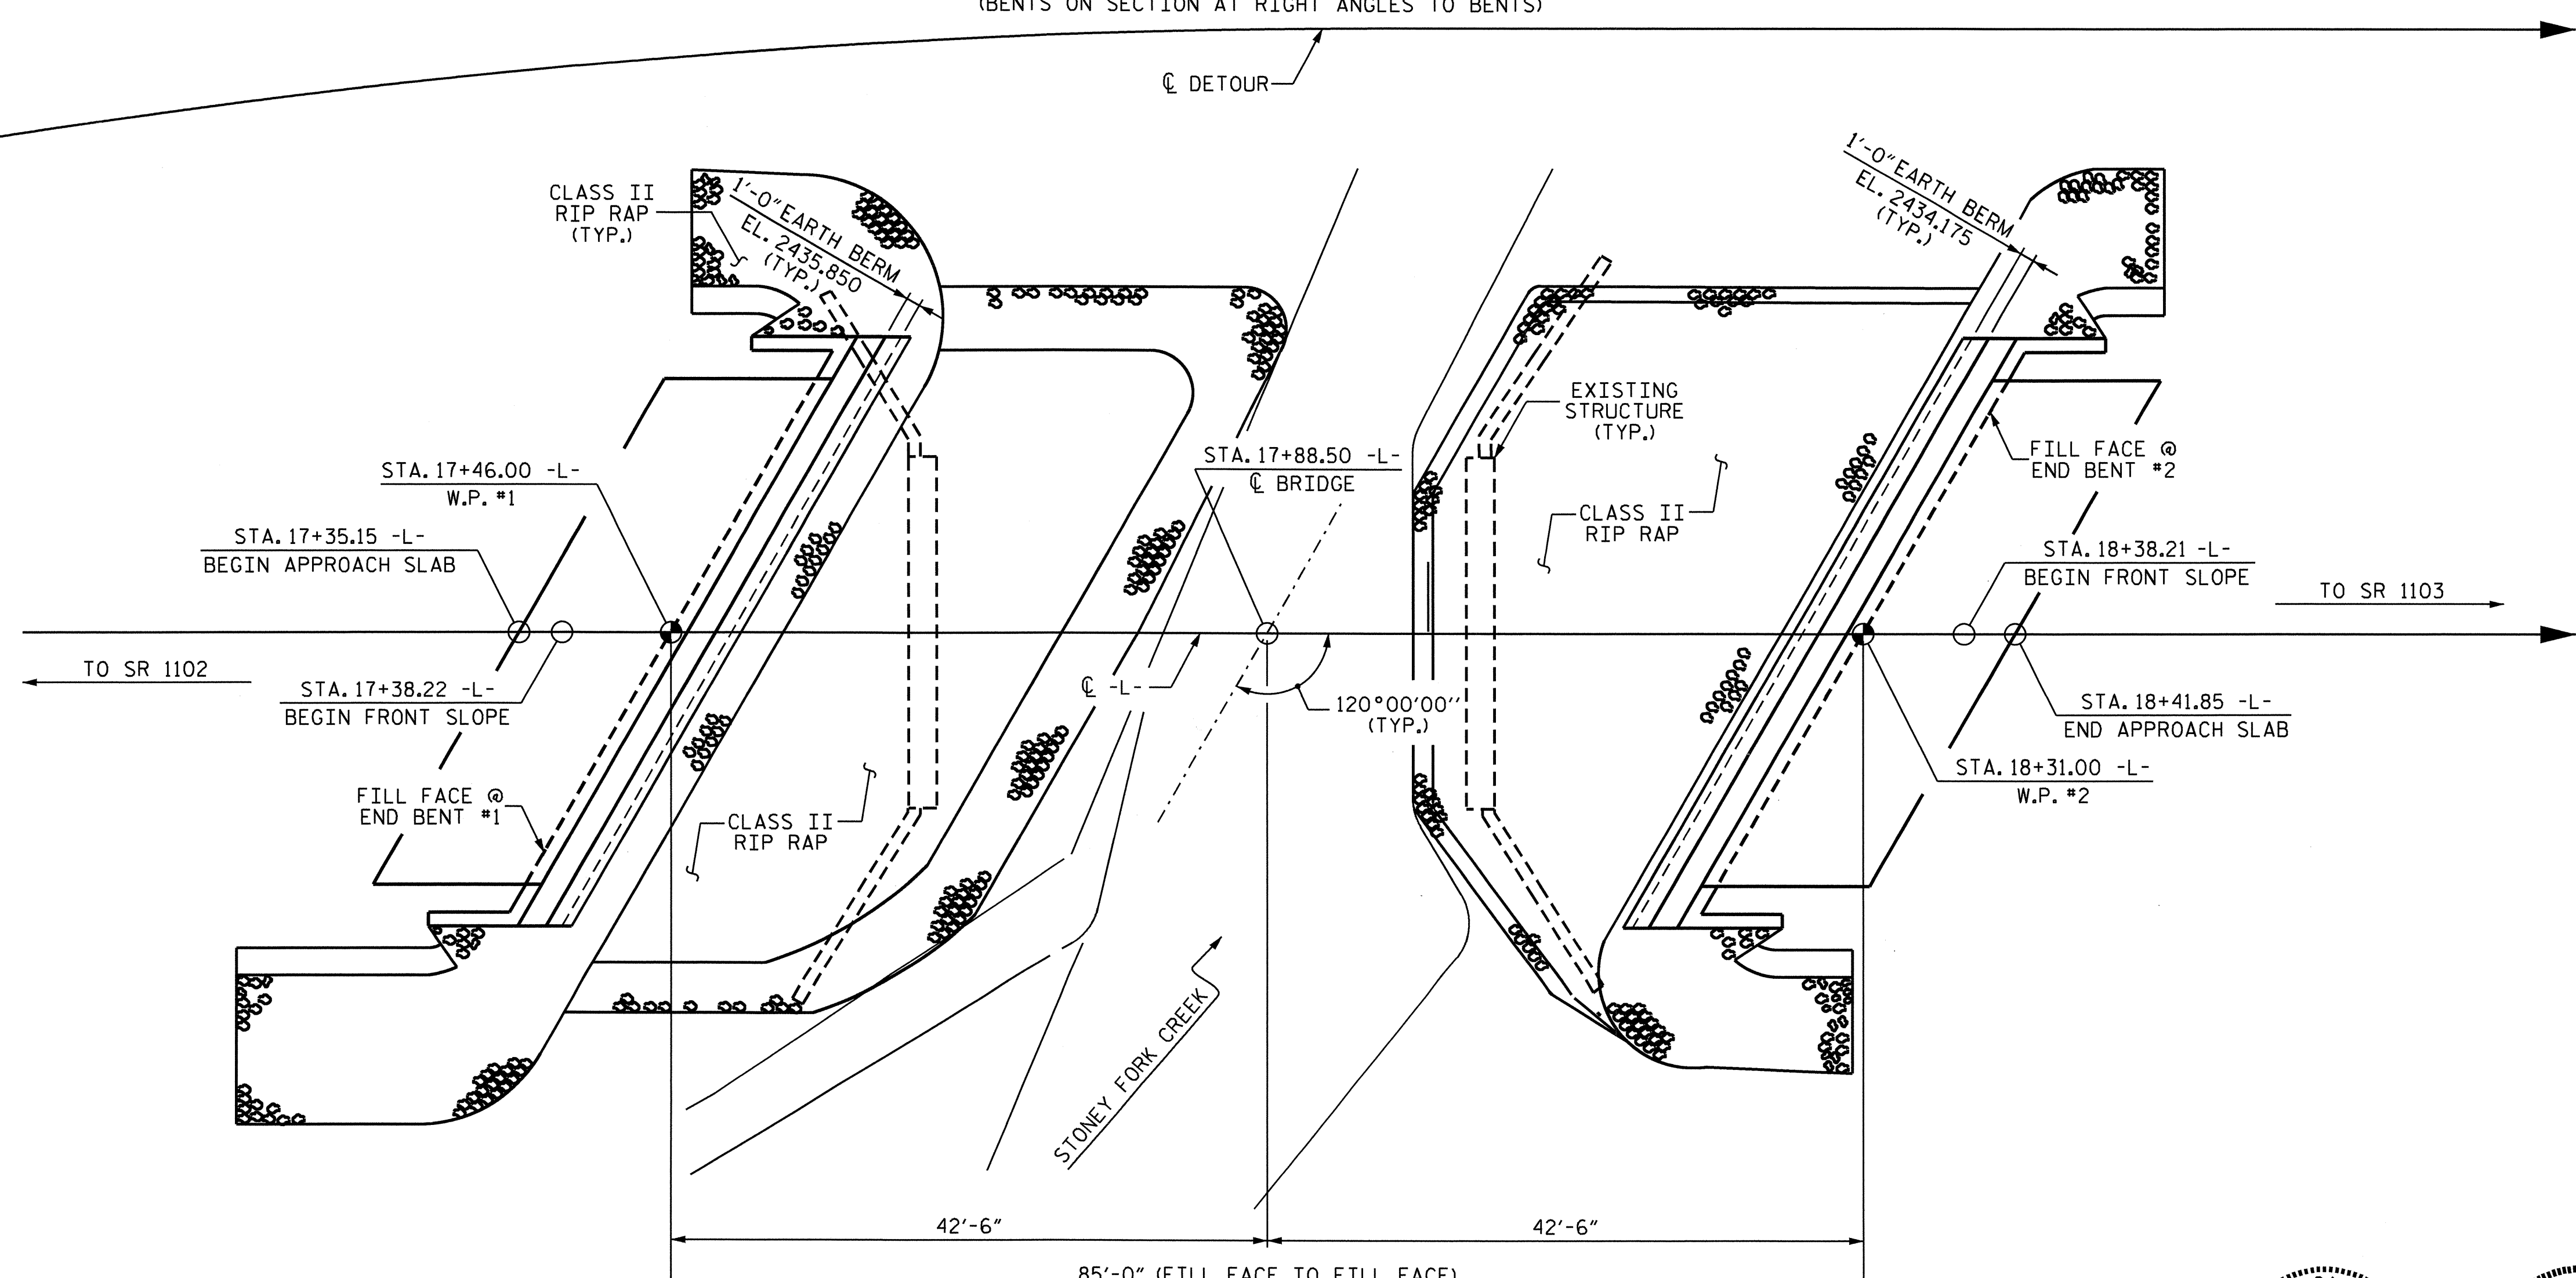 (BENTS ON SECTION AT RIGHT ANGLES TO BENTS)
℄ DETOUR
CLASS II
RIP RAP
(TYP.)
1'-0" EARTH BERM
EL. 2435.850
(TYP.)
1'-0" EARTH BERM
EL. 2434.175
(TYP.)
EXISTING
STRUCTURE
(TYP.)
STA. 17+46.00 -L-
W.P. #1
STA. 17+88.50 -L-
℄ BRIDGE
FILL FACE @
END BENT #2
CLASS II
RIP RAP
STA. 17+35.15 -L-
BEGIN APPROACH SLAB
STA. 18+38.21 -L-
BEGIN FRONT SLOPE
TO SR 1103
TO SR 1102
STA. 17+38.22 -L-
BEGIN FRONT SLOPE
℄ -L-
120°00'00"
(TYP.)
STA. 18+41.85 -L-
END APPROACH SLAB
STA. 18+31.00 -L-
W.P. #2
FILL FACE @
END BENT #1
CLASS II
RIP RAP
STONEY FORK CREEK
42'-6"
42'-6"
85'-0" (FILL FACE TO FILL FACE)